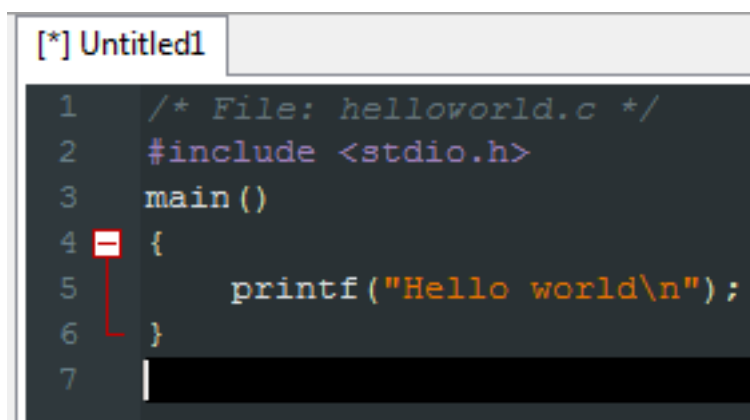 [*] Untitled1
1 /* File: helloworld.c */
2 #include <stdio.h>
3 main()
4 {
5 printf("Hello world\n");
6 }
7